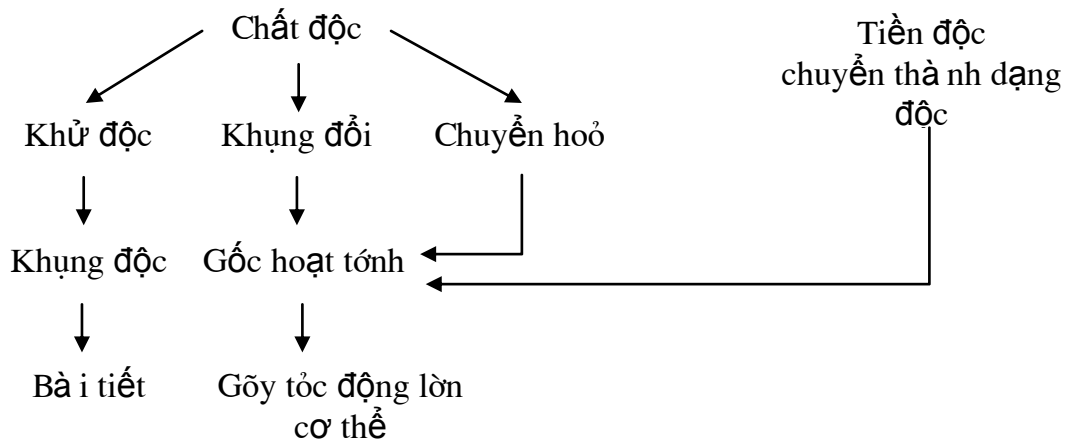 Chất độc
Tiền độc
chuyển thà nh dạng
độc
Khử độc
Khụng đổi
Chuyển hoỏ
Khụng độc
Gốc hoạt tớnh
Bà i tiết
Gõy tỏc động lờn
cơ thể